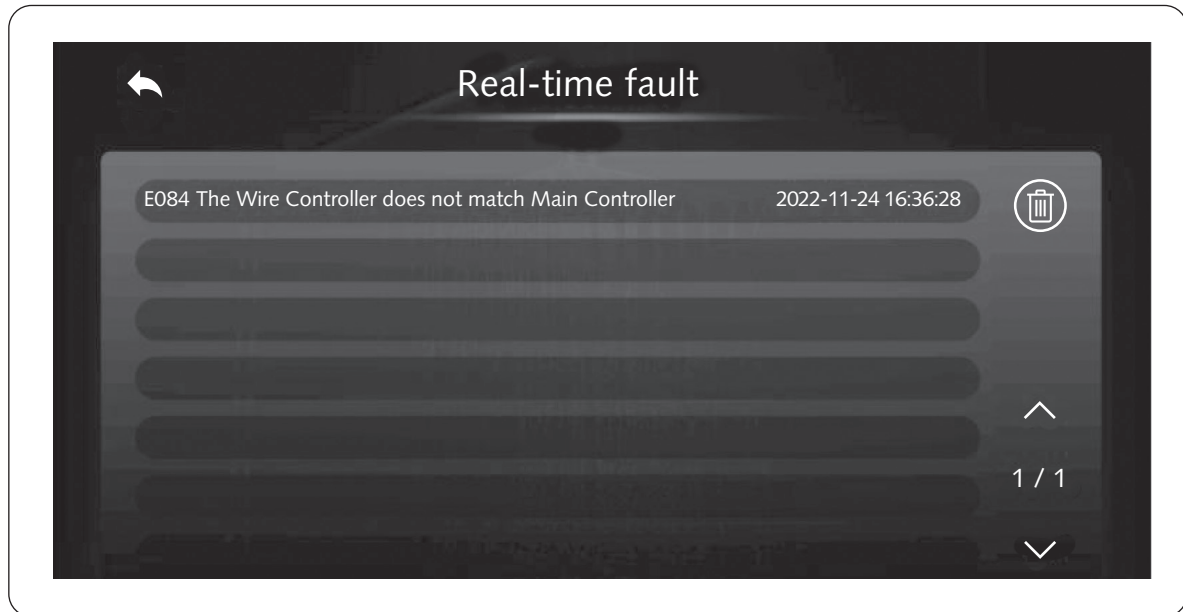 Real-time fault
E084 The Wire Controller does not match Main Controller 2022-11-24 16:36:28
1 / 1